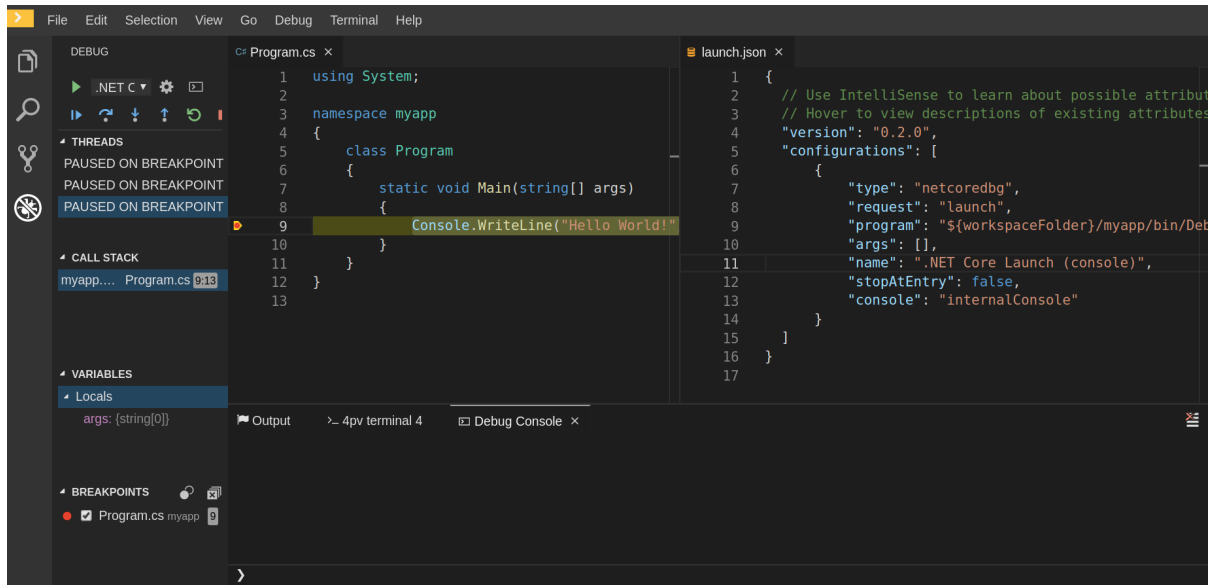 File Edit Selection View Go Debug Terminal Help
DEBUG
.NET C
THREADS
PAUSED ON BREAKPOINT
PAUSED ON BREAKPOINT
PAUSED ON BREAKPOINT
CALL STACK
myapp.... Program.cs 9:13
VARIABLES
Locals
args: {string[0]}
BREAKPOINTS
Program.cs myapp 9
C# Program.cs ×
1 using System;
2
3 namespace myapp
4 {
5 class Program
6 {
7 static void Main(string[] args)
8 {
9 Console.WriteLine("Hello World!"
10 }
11 }
12 }
13
launch.json ×
1 {
2 // Use IntelliSense to learn about possible attribut
3 // Hover to view descriptions of existing attributes
4 "version": "0.2.0",
5 "configurations": [
6 {
7 "type": "netcoredbg",
8 "request": "launch",
9 "program": "${workspaceFolder}/myapp/bin/Deb
10 "args": [],
11 "name": ".NET Core Launch (console)",
12 "stopAtEntry": false,
13 "console": "internalConsole"
14 }
15 ]
16 }
17
Output >_ 4pv terminal 4 Debug Console ×
❯